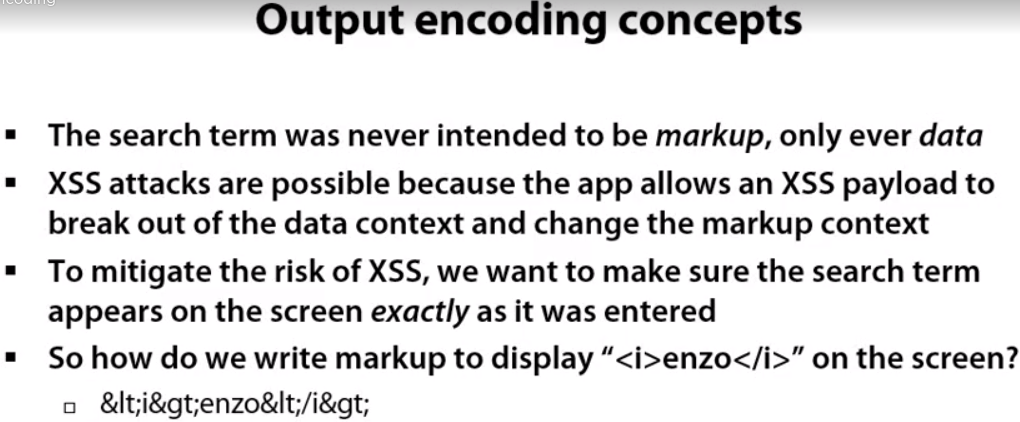 Output encoding concepts
▪ The search term was never intended to be markup, only ever data
▪ XSS attacks are possible because the app allows an XSS payload to
break out of the data context and change the markup context
▪ To mitigate the risk of XSS, we want to make sure the search term
appears on the screen exactly as it was entered
▪ So how do we write markup to display “<i>enzo</i>” on the screen?
▫ &lt;i&gt;enzo&lt;/i&gt;